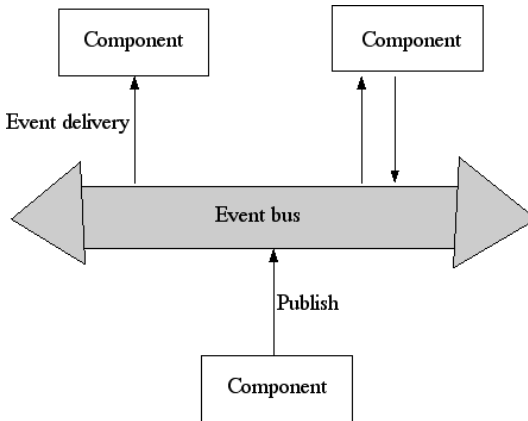 Component
Component
Event delivery
Event bus
Publish
Component